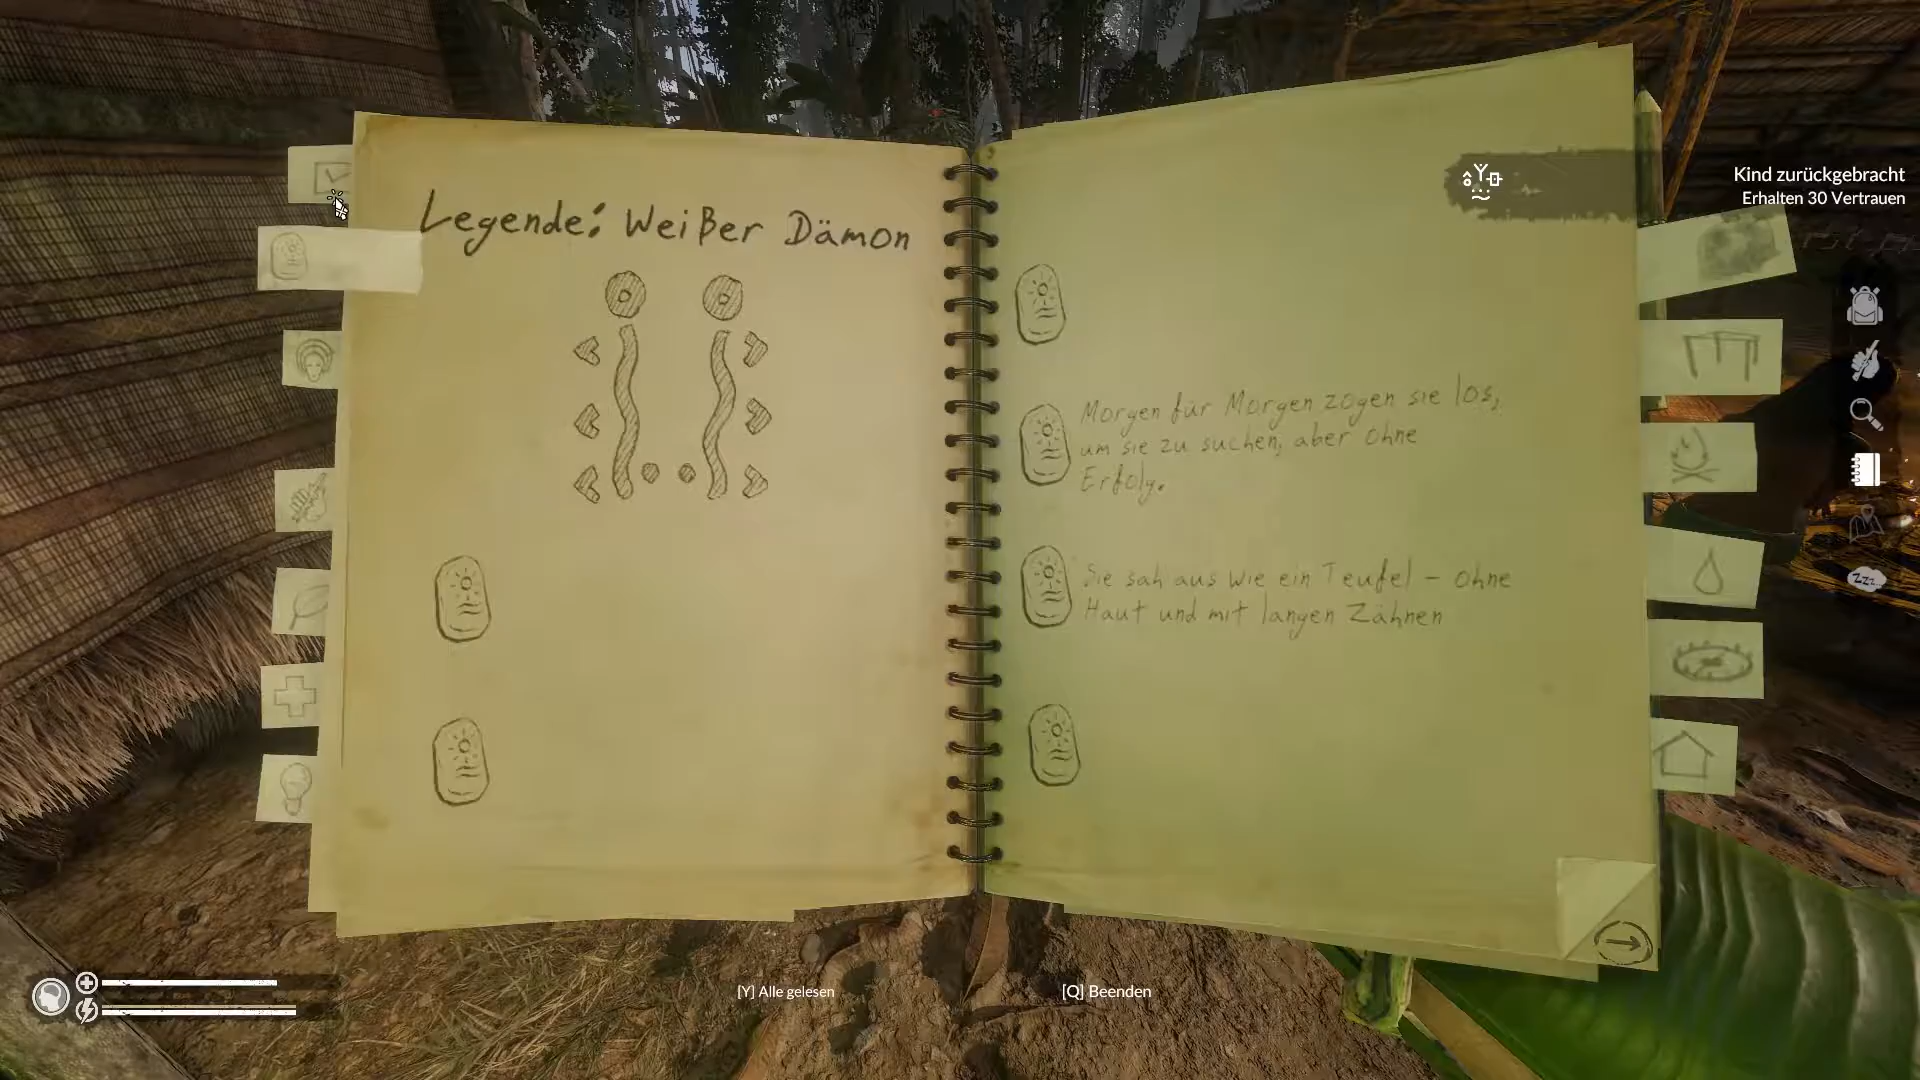 Legende: Weißer Dämon
Morgen für Morgen zogen sie los,
um sie zu suchen, aber ohne
Erfolg.
Sie sah aus wie ein Teufel - ohne
Haut und mit langen Zähnen
Kind zurückgebracht
Erhalten 30 Vertrauen
zzz
[Y] Alle gelesen
[Q] Beenden